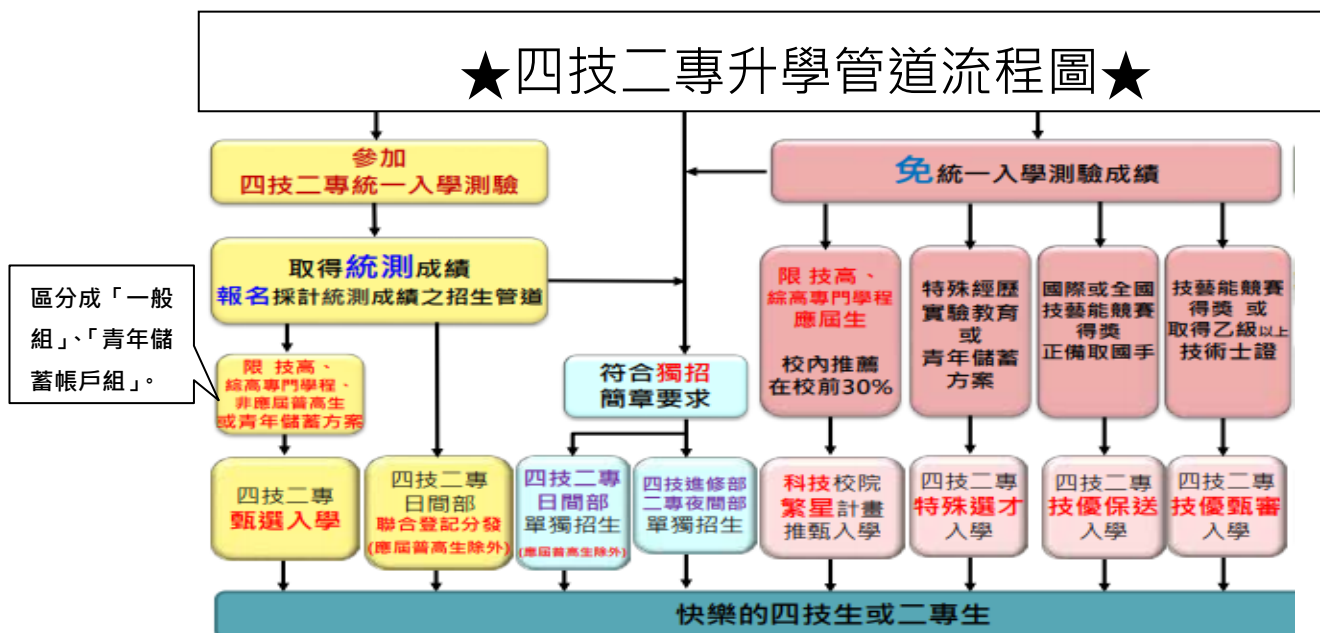 ★四技二專升學管道流程圖★
參加
四技二專統一入學測驗
免統一入學測驗成績
取得統測成績
報名採計統測成績之招生管道
區分成「一般
組」、「青年儲
蓄帳戶組」。
限 技高、
綜高專門學程、
非應屆普高生
或青年儲蓄方案
符合獨招
簡章要求
限 技高、
綜高專門學程
應屆生
校內推薦
在校前30%
特殊經歷
實驗教育
或
青年儲蓄
方案
國際或全國
技藝能競賽
得獎
正備取國手
技藝能競賽
得獎 或
取得乙級以上
技術士證
四技二專
甄選入學
四技二專
日間部
聯合登記分發
(應屆普高生除外)
四技二專
日間部
單獨招生
(應屆普高生除外)
四技進修部
二專夜間部
單獨招生
科技校院
繁星計畫
推甄入學
四技二專
特殊選才
入學
四技二專
技優保送
入學
四技二專
技優甄審
入學
快樂的四技生或二專生